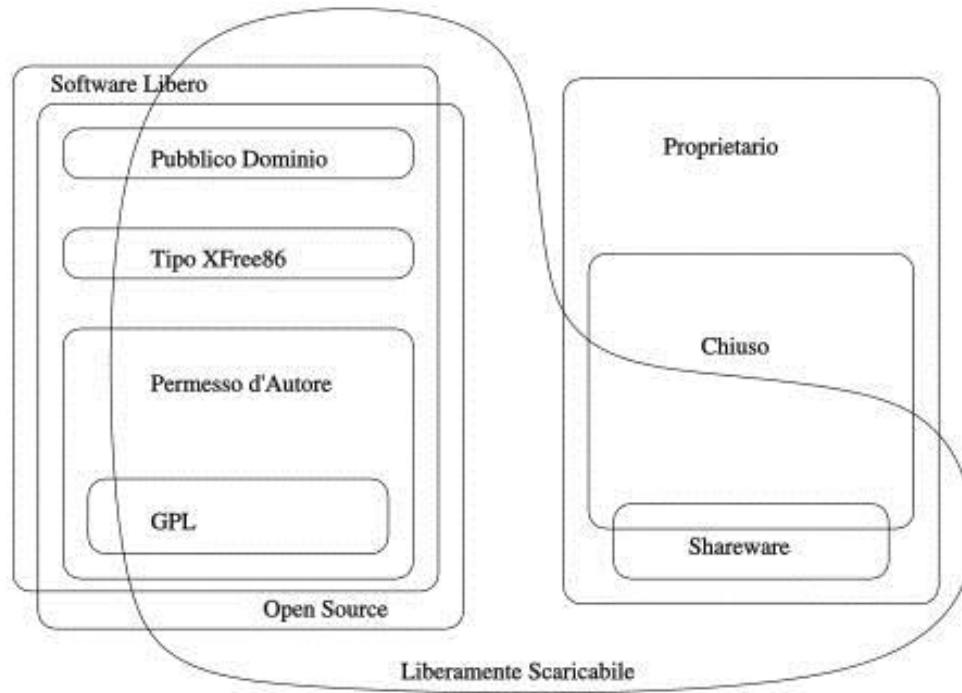 Software Libero
Pubblico Dominio
Proprietario
Tipo XFree86
Chiuso
Permesso d'Autore
GPL
Shareware
Open Source
Liberamente Scaricabile